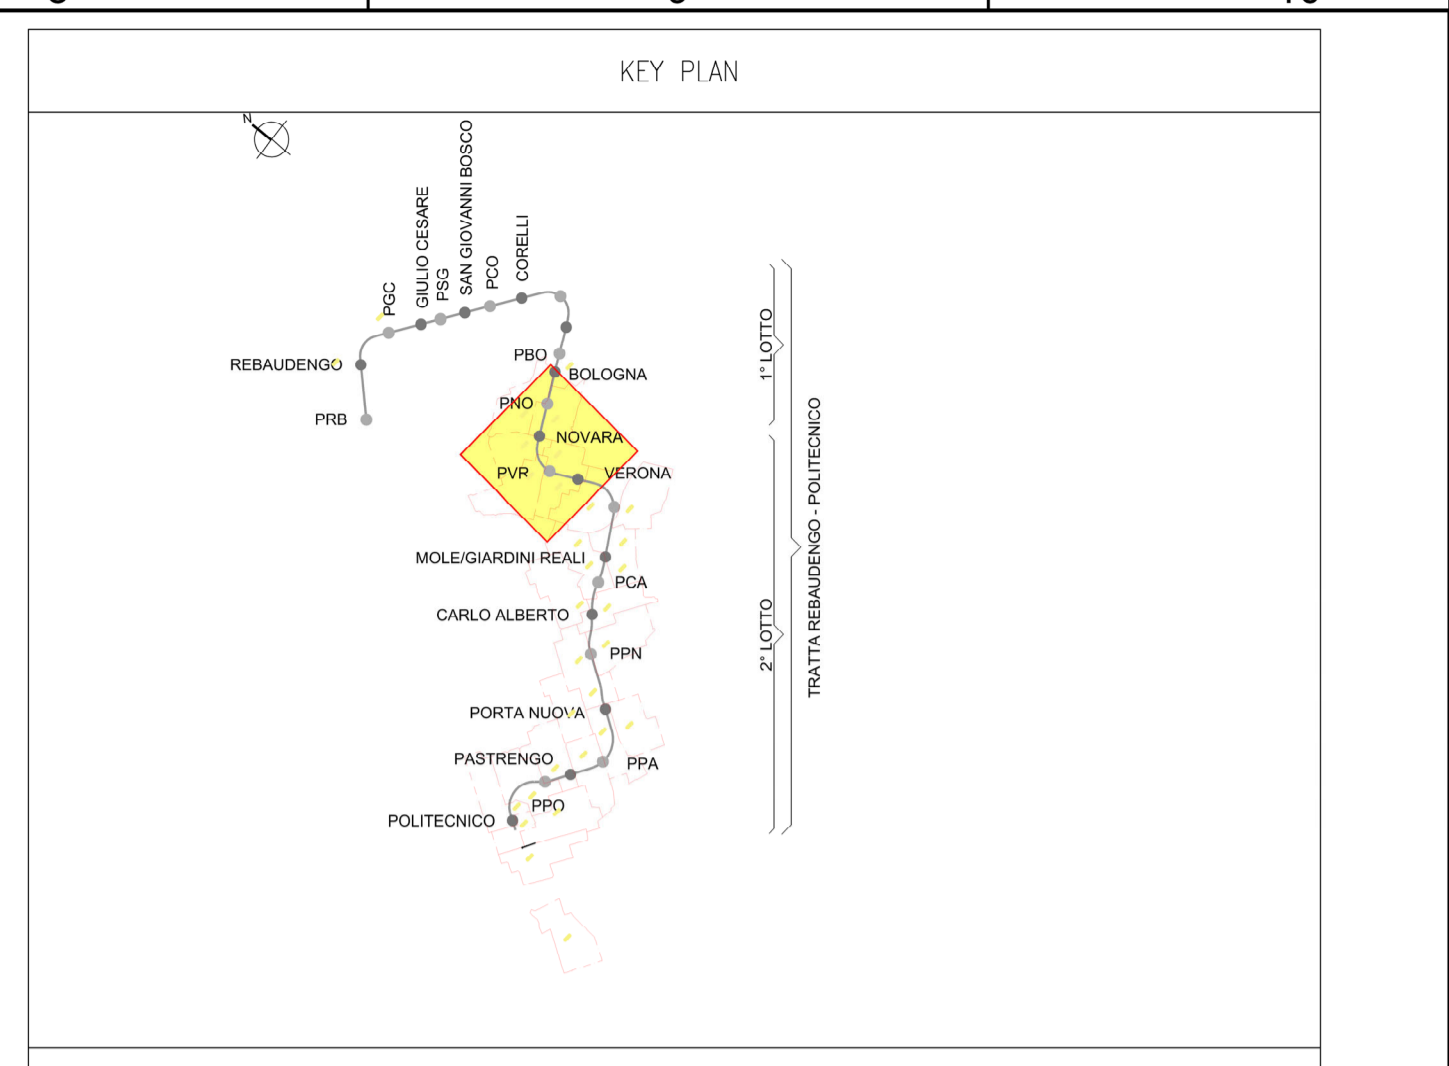 KEY PLAN
N
PGC
GIULIO CESARE
PSG
SAN GIOVANNI BOSCO
PCO
CORELLI
REBAUDENGO
PRB
PBO
BOLOGNA
PNO
NOVARA
PVR
VERONA
MOLE/GIARDINI REALI
PCA
CARLO ALBERTO
PPN
PORTA NUOVA
PASTRENGO
PPA
PPO
POLITECNICO
1° LOTTO
2° LOTTO
TRATTA REBAUDENGO - POLITECNICO